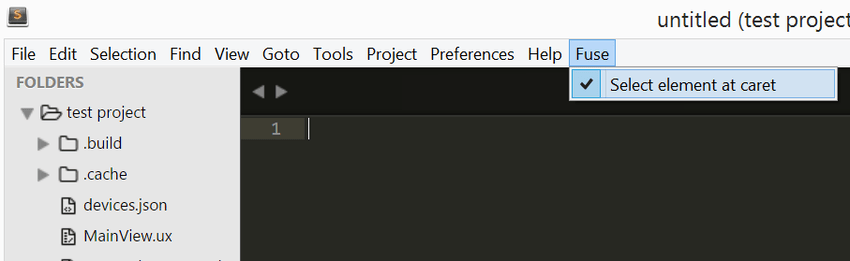 S
untitled (test project
File Edit Selection Find View Goto Tools Project Preferences Help Fuse
Select element at caret
FOLDERS
test project
1
.build
.cache
devices.json
MainView.ux